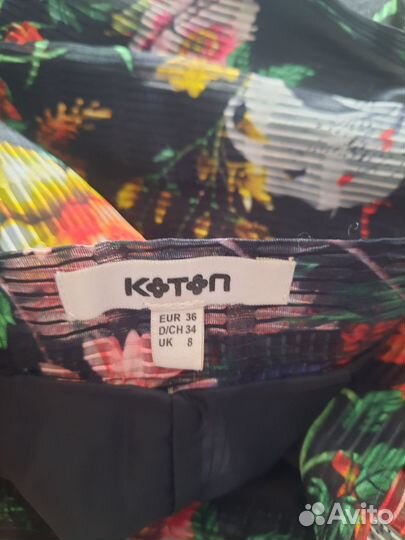 KOTON
EUR 36
D/CH 34
UK 8
Avito